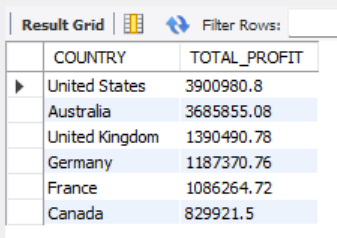 Result Grid Filter Rows:
COUNTRY TOTAL_PROFIT
United States 3900980.8
Australia 3685855.08
United Kingdom 1390490.78
Germany 1187370.76
France 1086264.72
Canada 829921.5